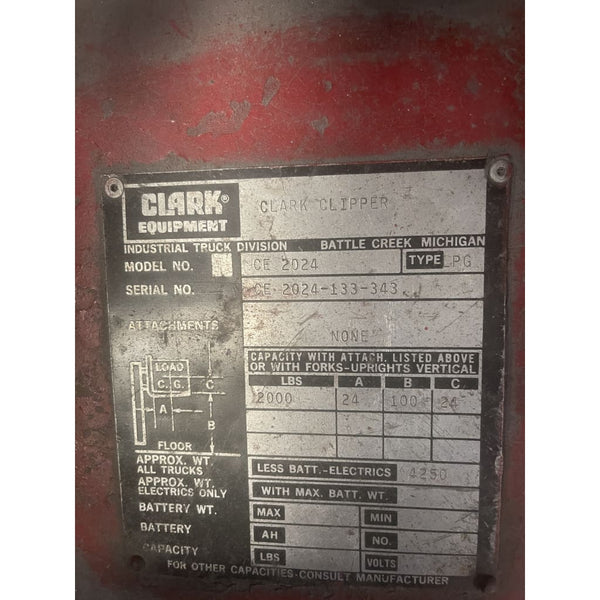 CLARK®
EQUIPMENT
CLARK CLIPPER
INDUSTRIAL TRUCK DIVISION BATTLE CREEK MICHIGAN
MODEL NO. CE 2024 TYPE LPG
SERIAL NO. CE 2024-133-343
ATTACHMENTS
NONE
CAPACITY WITH ATTACH. LISTED ABOVE
OR WITH FORKS-UPRIGHTS VERTICAL
LBS A B C
2000 24 100 24
LOAD
C. G. C
A
B
FLOOR
APPROX. WT.
ALL TRUCKS
LESS BATT.-ELECTRICS 4250
APPROX. WT.
ELECTRICS ONLY
WITH MAX. BATT. WT.
BATTERY WT. MAX MIN
BATTERY AH NO.
CAPACITY LBS VOLTS
FOR OTHER CAPACITIES-CONSULT MANUFACTURER